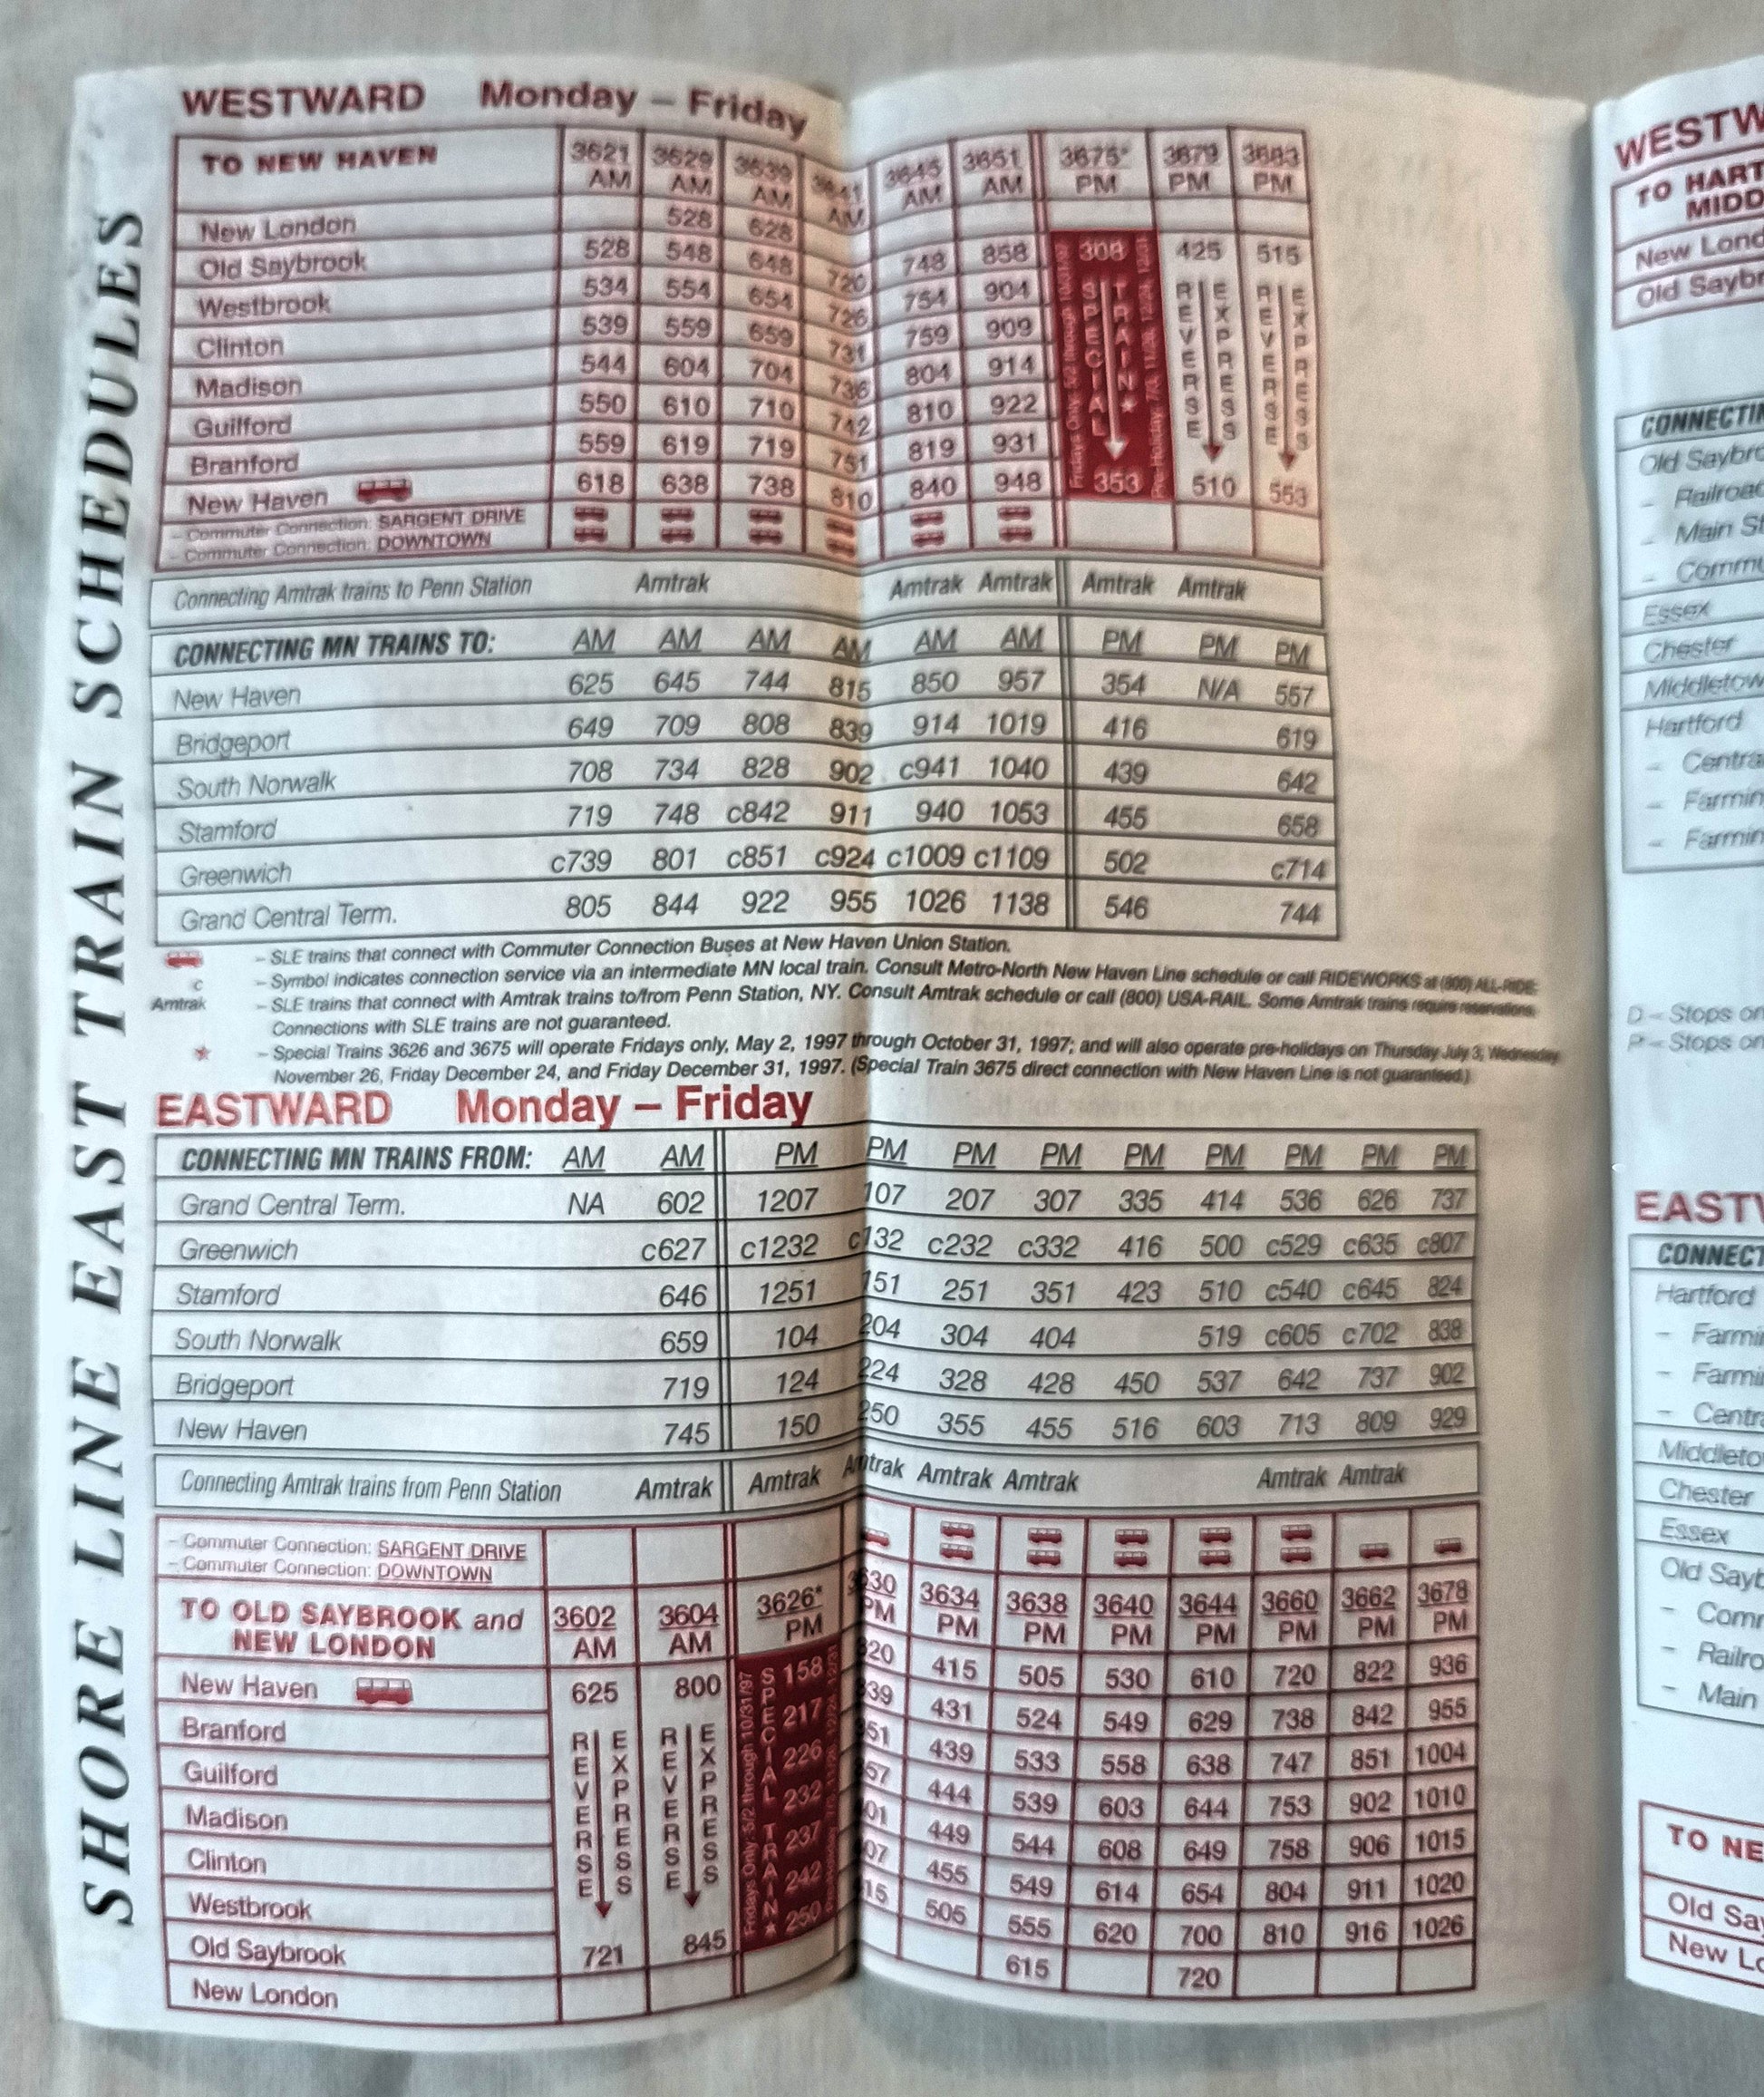 SHORE LINE EAST TRAIN SCHEDULES
WESTWARD Monday – Friday
TO NEW HAVEN 3621 AM 3629 AM 3639 AM 3641 AM 3645 AM 3651 AM 3675* PM 3679 PM 3683 PM
New London 528 628
Old Saybrook 528 548 648 720 748 858 308 425 515
Westbrook 534 554 654 726 754 904
Clinton 539 559 659 731 759 909
Madison 544 604 704 736 804 914
Guilford 550 610 710 742 810 922
Branford 559 619 719 751 819 931
New Haven 618 638 738 810 840 948 353 510 553
SPECIAL TRAIN*
REVERSE EXPRESS
REVERSE EXPRESS
– Commuter Connection: SARGENT DRIVE
– Commuter Connection: DOWNTOWN
Connecting Amtrak trains to Penn Station Amtrak Amtrak Amtrak Amtrak Amtrak
CONNECTING MN TRAINS TO: AM AM AM AM AM AM PM PM PM
New Haven 625 645 744 815 850 957 354 N/A 557
Bridgeport 649 709 808 839 914 1019 416 619
South Norwalk 708 734 828 902 c941 1040 439 642
Stamford 719 748 c842 911 940 1053 455 658
Greenwich c739 801 c851 c924 c1009 c1109 502 c714
Grand Central Term. 805 844 922 955 1026 1138 546 744
– SLE trains that connect with Commuter Connection Buses at New Haven Union Station.
c – Symbol indicates connection service via an intermediate MN local train. Consult Metro-North New Haven Line schedule or call RIDEWORKS at (800) ALL-RIDE.
Amtrak – SLE trains that connect with Amtrak trains to/from Penn Station, NY. Consult Amtrak schedule or call (800) USA-RAIL. Some Amtrak trains require reservations.
Connections with SLE trains are not guaranteed.
★ – Special Trains 3626 and 3675 will operate Fridays only, May 2, 1997 through October 31, 1997; and will also operate pre-holidays on Thursday July 3, Wednesday
November 26, Friday December 24, and Friday December 31, 1997. (Special Train 3675 direct connection with New Haven Line is not guaranteed.)
EASTWARD Monday – Friday
CONNECTING MN TRAINS FROM: AM AM PM PM PM PM PM PM PM PM PM
Grand Central Term. NA 602 1207 107 207 307 335 414 536 626 737
Greenwich c627 c1232 c132 c232 c332 416 500 c529 c635 c807
Stamford 646 1251 151 251 351 423 510 c540 c645 824
South Norwalk 659 104 204 304 404 519 c605 c702 838
Bridgeport 719 124 224 328 428 450 537 642 737 902
New Haven 745 150 250 355 455 516 603 713 809 929
Connecting Amtrak trains from Penn Station Amtrak Amtrak Amtrak Amtrak Amtrak Amtrak Amtrak
– Commuter Connection: SARGENT DRIVE
– Commuter Connection: DOWNTOWN
TO OLD SAYBROOK and NEW LONDON 3602 AM 3604 AM 3626* PM 3630 PM 3634 PM 3638 PM 3640 PM 3644 PM 3660 PM 3662 PM 3678 PM
New Haven 625 800 158 320 415 505 530 610 720 822 936
Branford 217 339 431 524 549 629 738 842 955
Guilford 226 351 439 533 558 638 747 851 1004
Madison 232 357 444 539 603 644 753 902 1010
Clinton 237 01 449 544 608 649 758 906 1015
Westbrook 242 07 455 549 614 654 804 911 1020
Old Saybrook 721 845 250 15 505 555 620 700 810 916 1026
New London 615 720
REVERSE EXPRESS
REVERSE EXPRESS
Fridays Only: 5/2 through 10/31/97
SPECIAL TRAIN*
WESTW
TO HART
MIDD
New Lond
Old Saybr
CONNECTIN
Old Saybro
– Railroad
– Main St
– Commu
Essex
Chester
Middletow
Hartford
– Centra
– Farmin
– Farmin
D – Stops on
P – Stops on
EASTW
CONNECT
Hartford
– Farmi
– Farmi
– Centr
Middleto
Chester
Essex
Old Sayb
– Comr
– Railro
– Main
TO NE
Old Say
New Lo